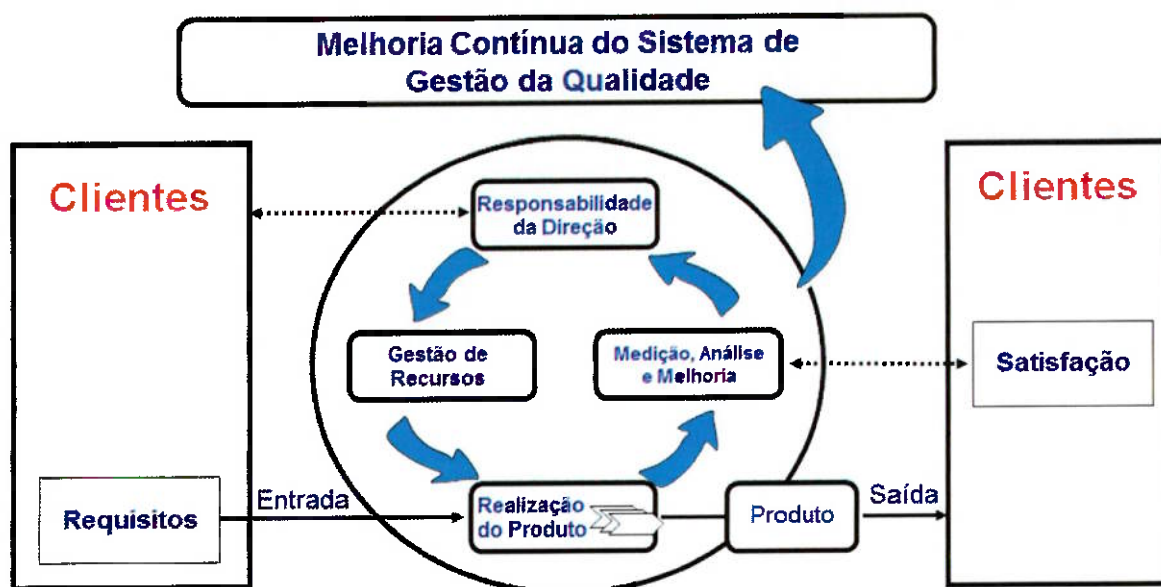 Melhoria Contínua do Sistema de
Gestão da Qualidade
Clientes
Clientes
Responsabilidade
da Direção
Gestão de
Recursos
Medição, Análise
e Melhoria
Satisfação
Requisitos
Entrada
Realização
do Produto
Produto
Saída